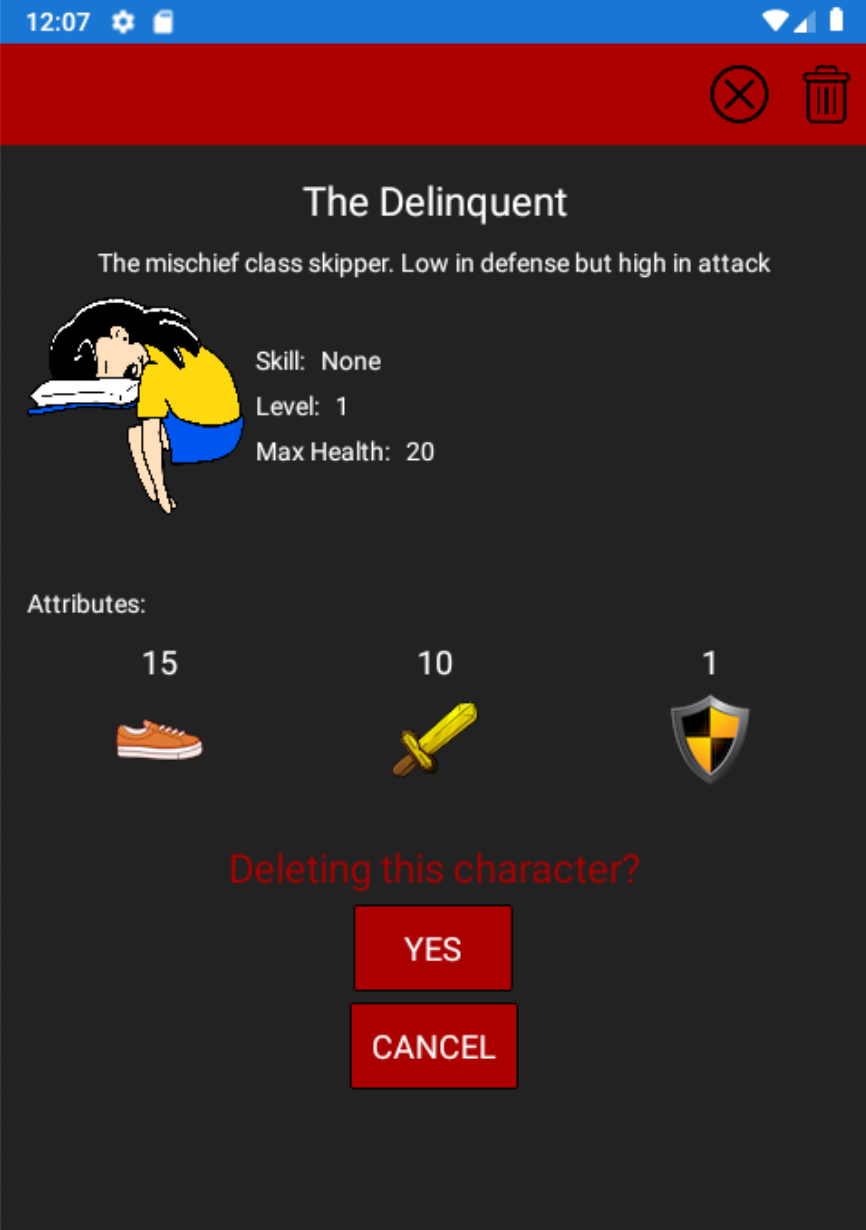 12:07
The Delinquent
The mischief class skipper. Low in defense but high in attack
Skill: None
Level: 1
Max Health: 20
Attributes:
15 10 1
Deleting this character?
YES
CANCEL